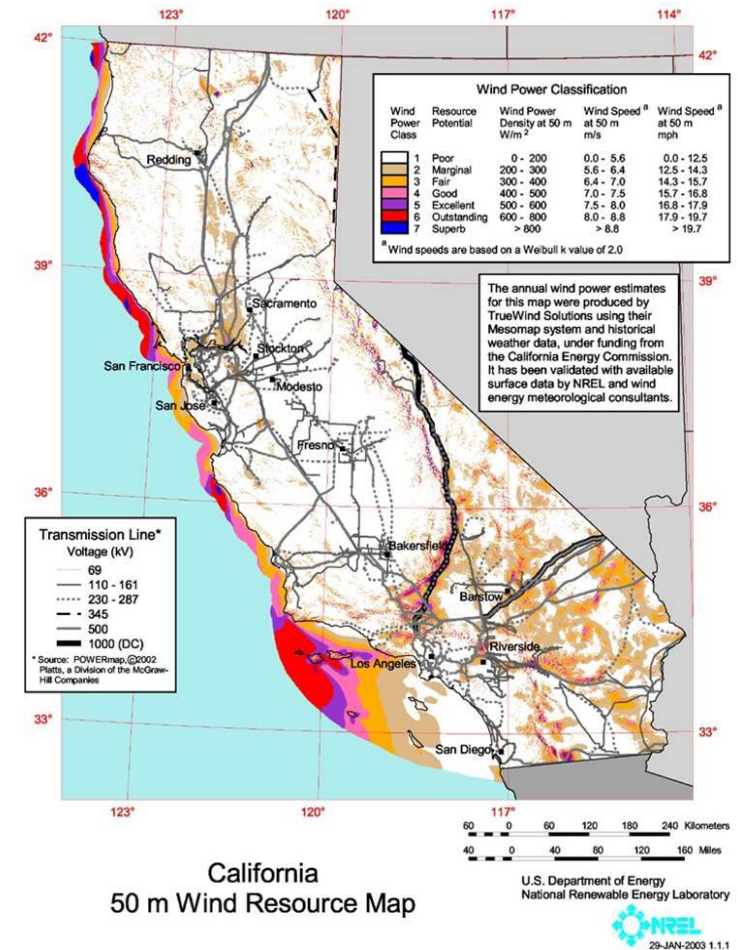 123° 120° 114°
42° 42°
Wind Power Classification
Wind Power Class Resource Potential Wind Power Density at 50 m W/m 2 Wind Speed a at 50 m m/s Wind Speed a at 50 m mph
1 Poor 0 - 200 0.0 - 5.6 0.0 - 12.5
2 Marginal 200 - 300 5.6 - 6.4 12.5 - 14.3
3 Fair 300 - 400 6.4 - 7.0 14.3 - 15.7
4 Good 400 - 500 7.0 - 7.5 15.7 - 16.8
5 Excellent 500 - 600 7.5 - 8.0 16.8 - 17.9
6 Outstanding 600 - 800 8.0 - 8.8 17.9 - 19.7
7 Superb > 800 > 8.8 > 19.7
a Wind speeds are based on a Weibull k value of 2.0
Redding
39° 39°
The annual wind power estimates
for this map were produced by
TrueWind Solutions using their
Mesomap system and historical
weather data, under funding from
the California Energy Commission.
It has been validated with available
surface data by NREL and wind
energy meteorological consultants.
Sacramento
Stockton
San Francisco
Modesto
San Jose
Fresno
36° 36°
Transmission Line*
Voltage (kV)
69
110 - 161
230 - 287
345
500
1000 (DC)
* Source: POWERmap, ©2002
Platts, a Division of the McGraw-
Hill Companies
Bakersfield
Barstow
Riverside
Los Angeles
33° 33°
San Diego
123° 120° 117°
60 0 60 120 180 240 Kilometers
40 0 40 80 120 160 Miles
California
50 m Wind Resource Map
U.S. Department of Energy
National Renewable Energy Laboratory
NREL
29-JAN-2003 1.1.1